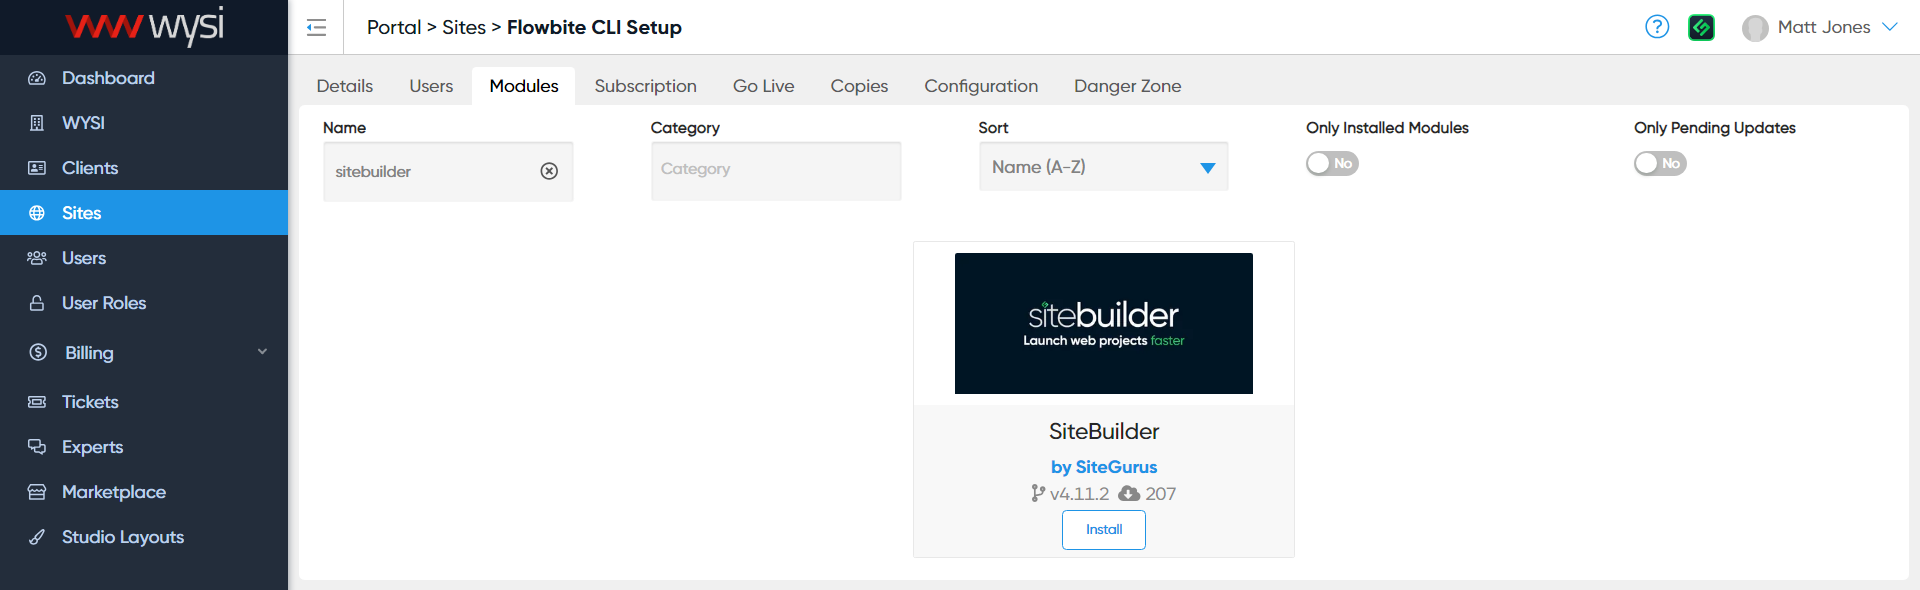 wysi
Portal > Sites > Flowbite CLI Setup
?
Matt Jones
Dashboard
WYSI
Clients
Sites
Users
User Roles
Billing
Tickets
Experts
Marketplace
Studio Layouts
Details
Users
Modules
Subscription
Go Live
Copies
Configuration
Danger Zone
Name
sitebuilder
Category
Category
Sort
Name (A-Z)
Only Installed Modules
No
Only Pending Updates
No
sitebuilder
Launch web projects faster
SiteBuilder
by SiteGurus
v4.11.2 207
Install